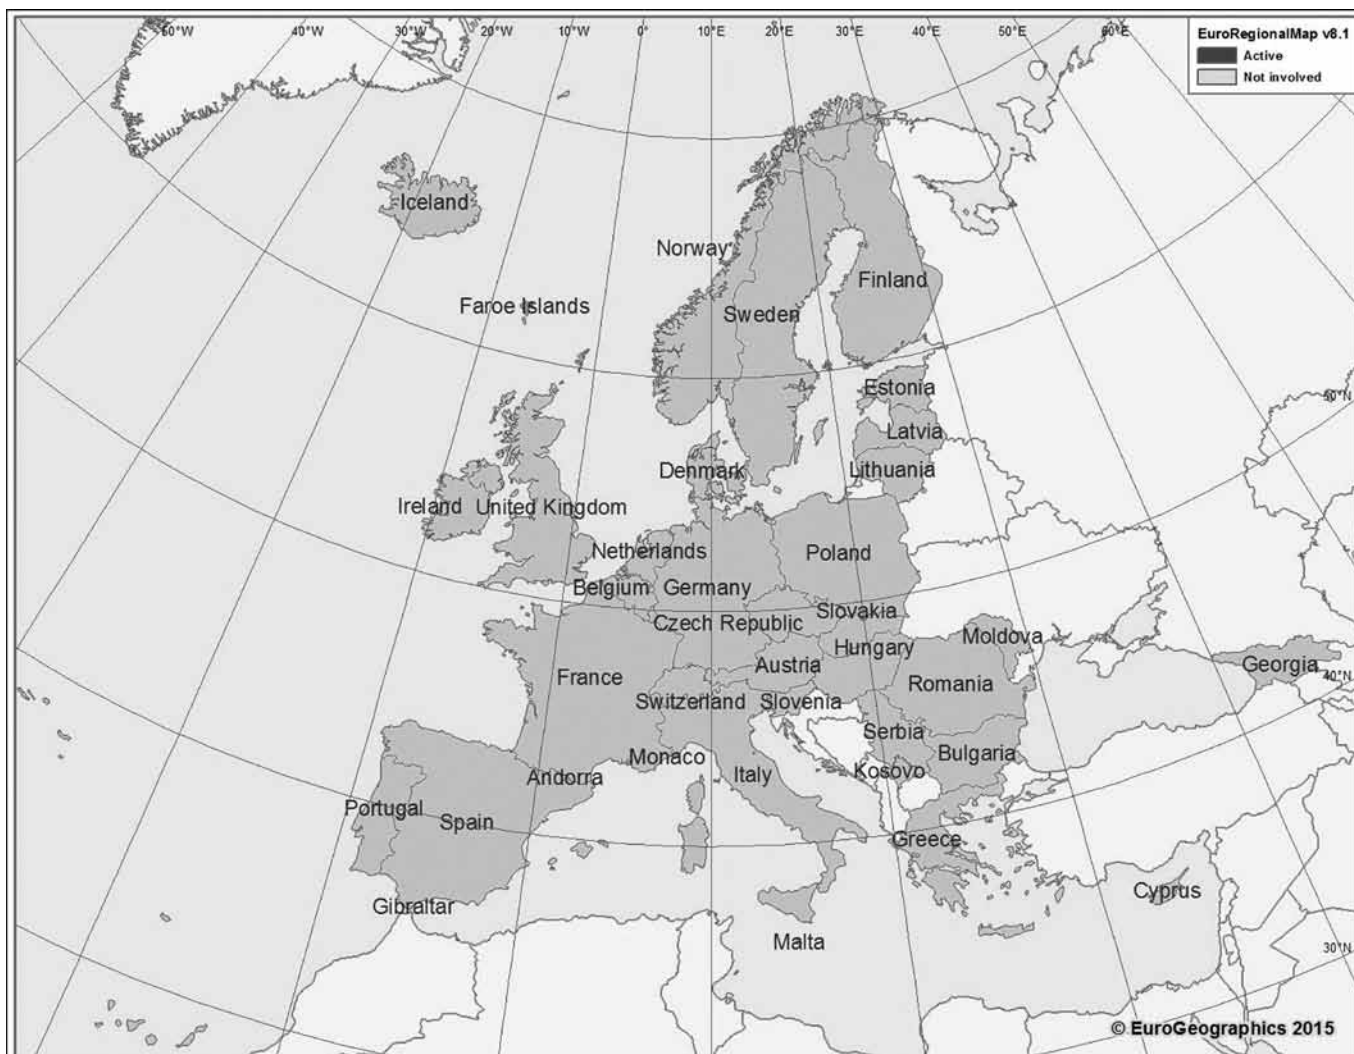 50°W 40°W 30°W 20°W 10°W 0° 10°E 20°E 30°E 40°E 50°E 60°E
EuroRegionalMap v8.1
Active
Not involved
Iceland
Norway
Finland
Faroe Islands
Sweden
Estonia
50°N
Latvia
Denmark
Lithuania
Ireland
United Kingdom
Netherlands
Poland
Belgium
Germany
Slovakia
Czech Republic
Moldova
Hungary
Austria
Georgia
40°N
France
Romania
Switzerland
Slovenia
Serbia
Bulgaria
Monaco
Kosovo
Andorra
Italy
Portugal
Spain
Greece
Cyprus
Gibraltar
Malta
30°N
© EuroGeographics 2015